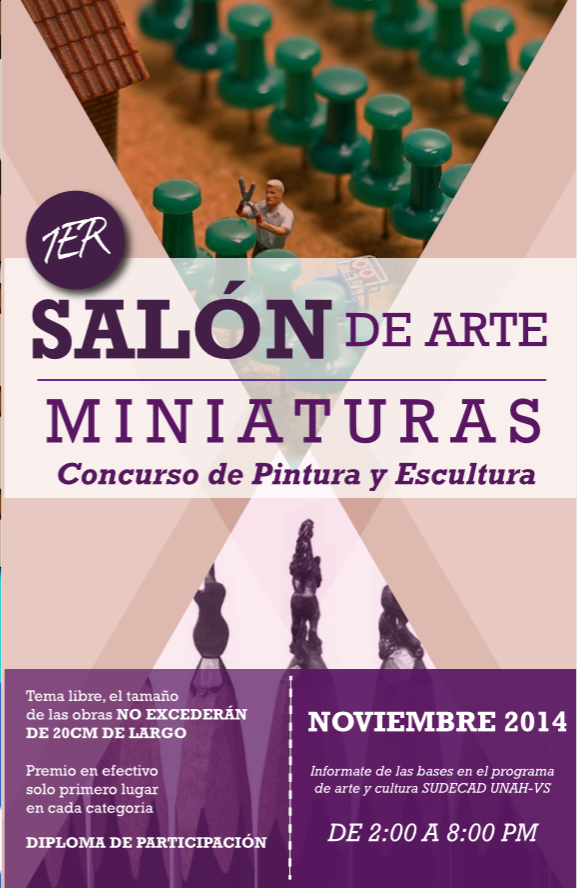 1ER
SALÓN DE ARTE
MINIATURAS
Concurso de Pintura y Escultura
Tema libre, el tamaño
de las obras NO EXCEDERÁN
DE 20CM DE LARGO
Premio en efectivo
solo primero lugar
en cada categoria
DIPLOMA DE PARTICIPACIÓN
NOVIEMBRE 2014
Informate de las bases en el programa
de arte y cultura SUDECAD UNAH-VS
DE 2:00 A 8:00 PM